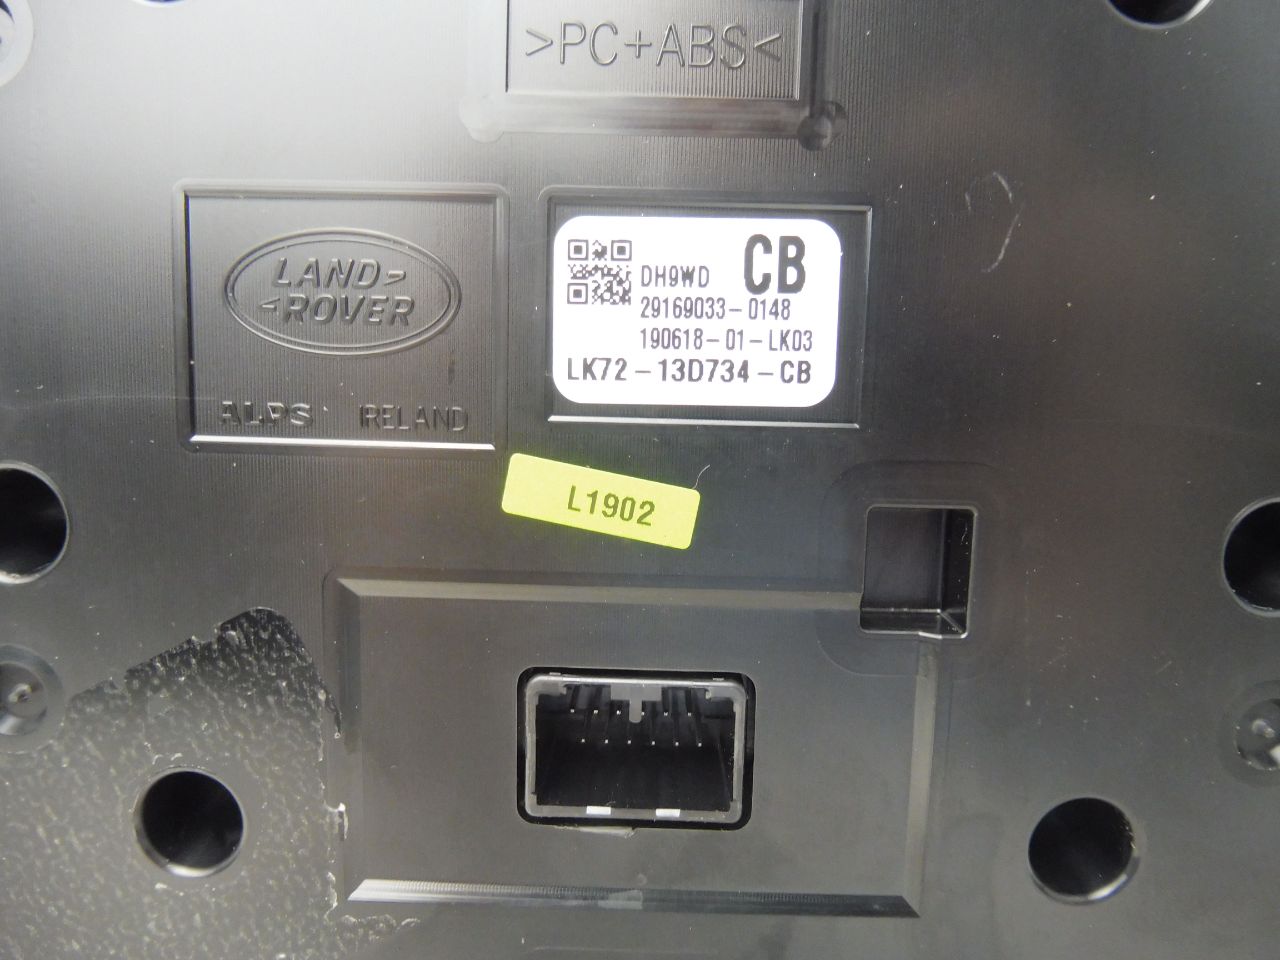 >PC+ABS<
LAND>
<ROVER
ALPS IRELAND
CB
DH9WD
29169033-0148
190618-01-LK03
LK72-13D734-CB
L1902